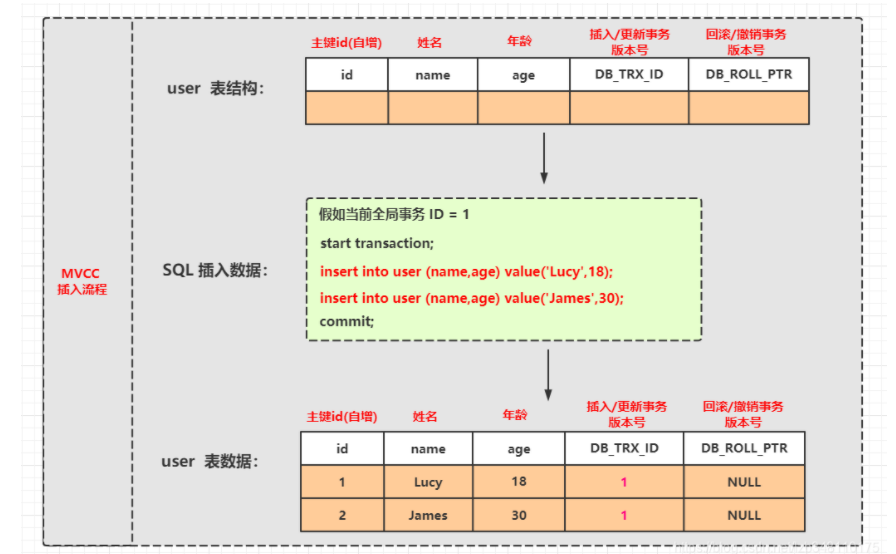 主键id(自增) 姓名 年龄 插入/更新事务 版本号 回滚/撤销事务 版本号
user 表结构：
id name age DB_TRX_ID DB_ROLL_PTR
假如当前全局事务 ID = 1
start transaction;
MVCC
插入流程
SQL 插入数据：
insert into user (name,age) value('Lucy',18);
insert into user (name,age) value('James',30);
commit;
主键id(自增) 姓名 年龄 插入/更新事务 版本号 回滚/撤销事务 版本号
user 表数据：
id name age DB_TRX_ID DB_ROLL_PTR
1 Lucy 18 1 NULL
2 James 30 1 NULL